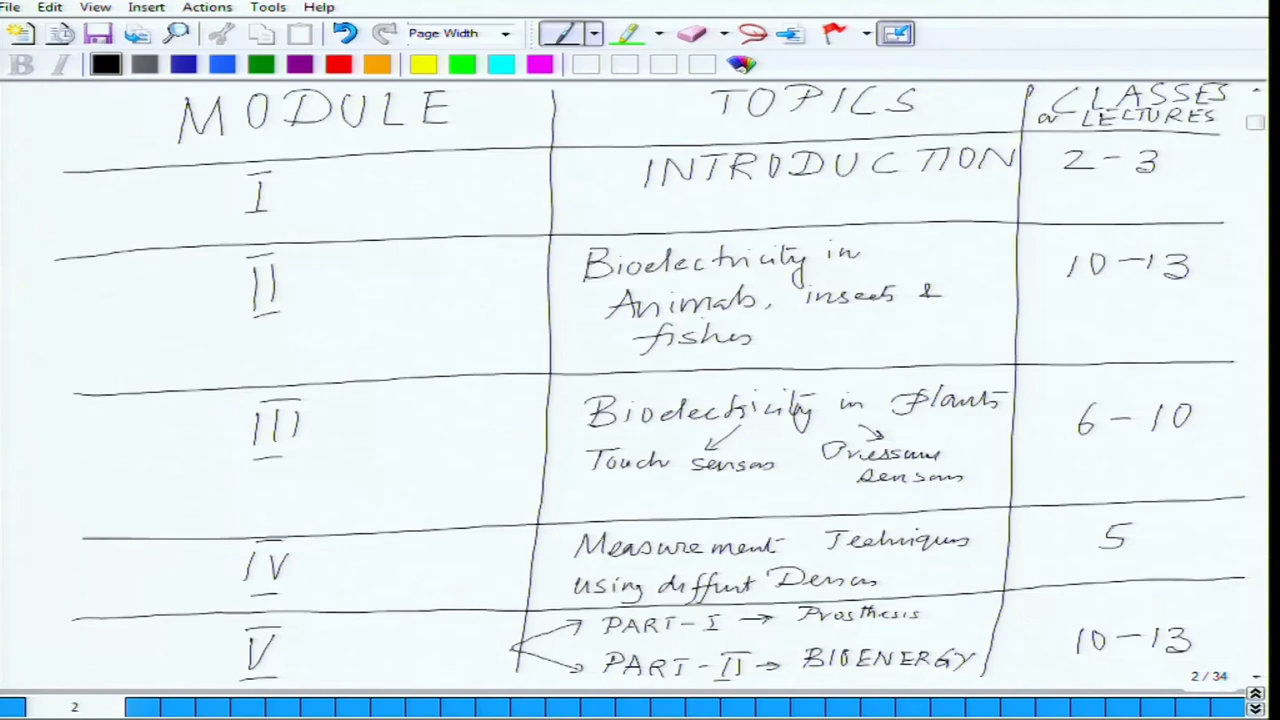 File Edit View Insert Actions Tools Help
Page Width
B I
MODULE TOPICS CLASSES
or LECTURES
I INTRODUCTION 2-3
II Bioelectricity in 10-13
Animals, insects &
fishes
III Bioelectricity in Plants 6-10
Touch sensors Pressure
sensors
IV Measurement Techniques 5
using diffent
V PART-I → Prosthesis 10-13
PART-II → BIOENERGY
2 / 34
2